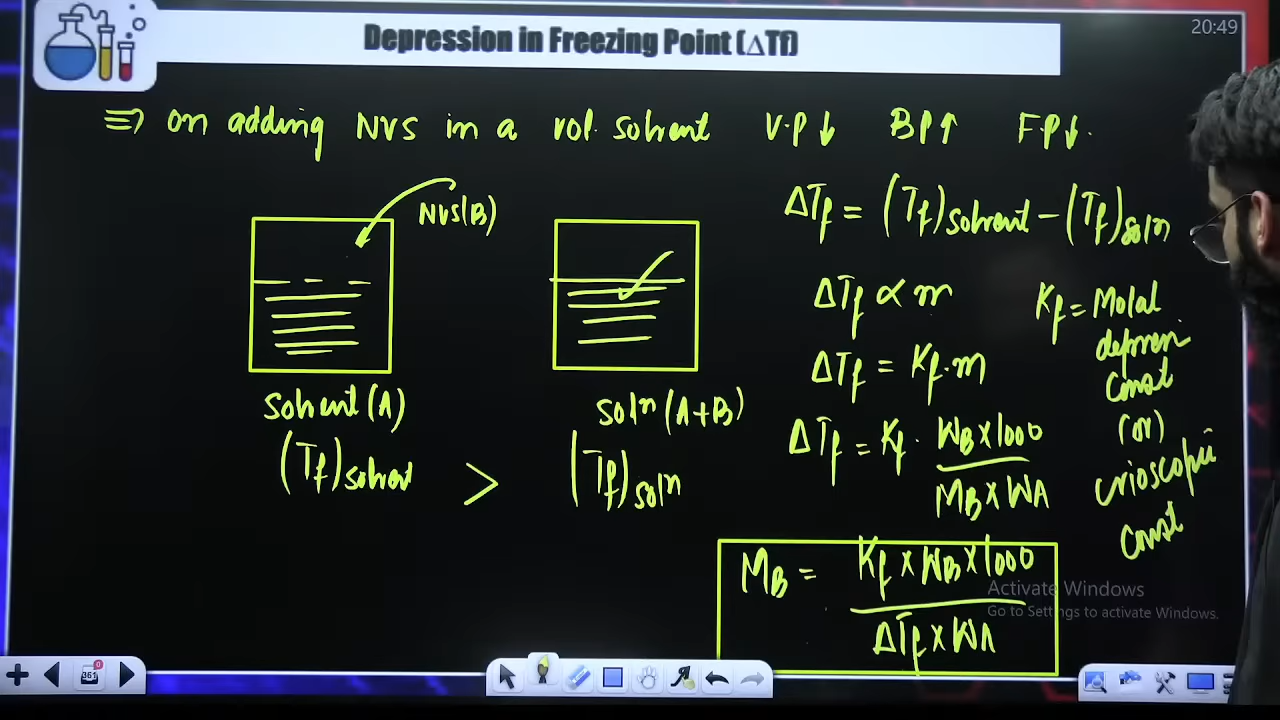 Depression in Freezing Point (ΔTf)
20:49
⇒ on adding NVS in a vol. solvent V.P↓ BP↑ F.P↓.
NVS(B)
solvent (A)
soln (A+B)
(Tf)solvent > (Tf)soln
ΔTf = (Tf)solvent - (Tf)soln
ΔTf ∝ m
ΔTf = Kf.m
ΔTf = Kf. WB×1000 / MB×WA
Kf = Molal
depression
const
(or)
crioscopic
const
MB = Kf×WB×1000 / ΔTf×WA
Activate Windows
Go to Settings to activate Windows.
361
0